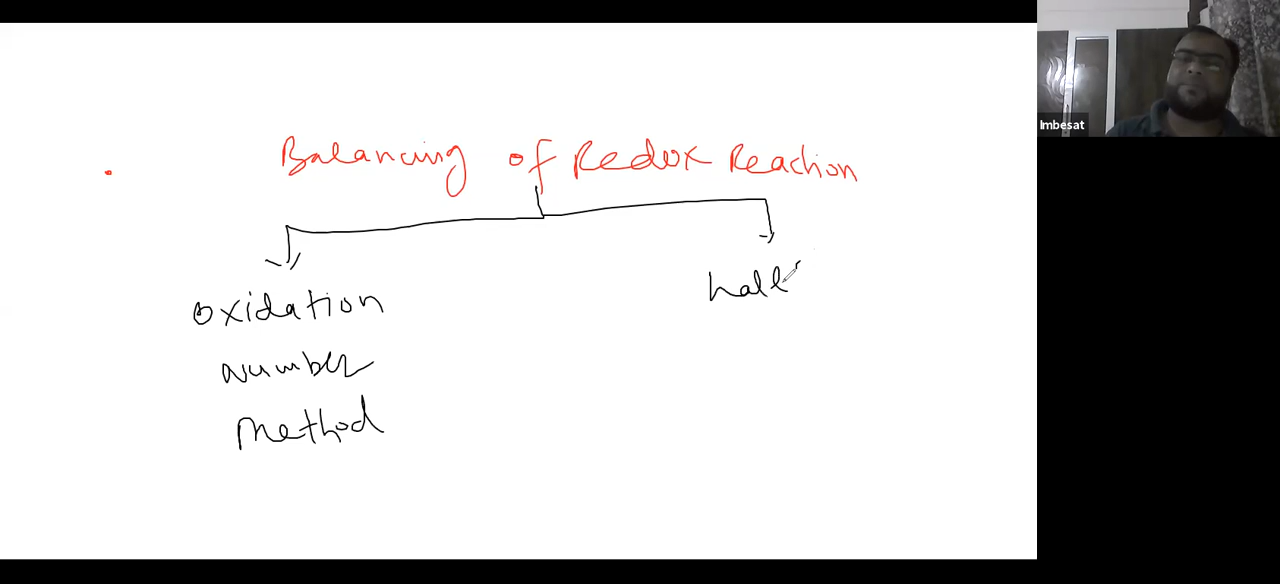 Balancing of Redox Reaction
Oxidation
Number
Method
half
Imbesat